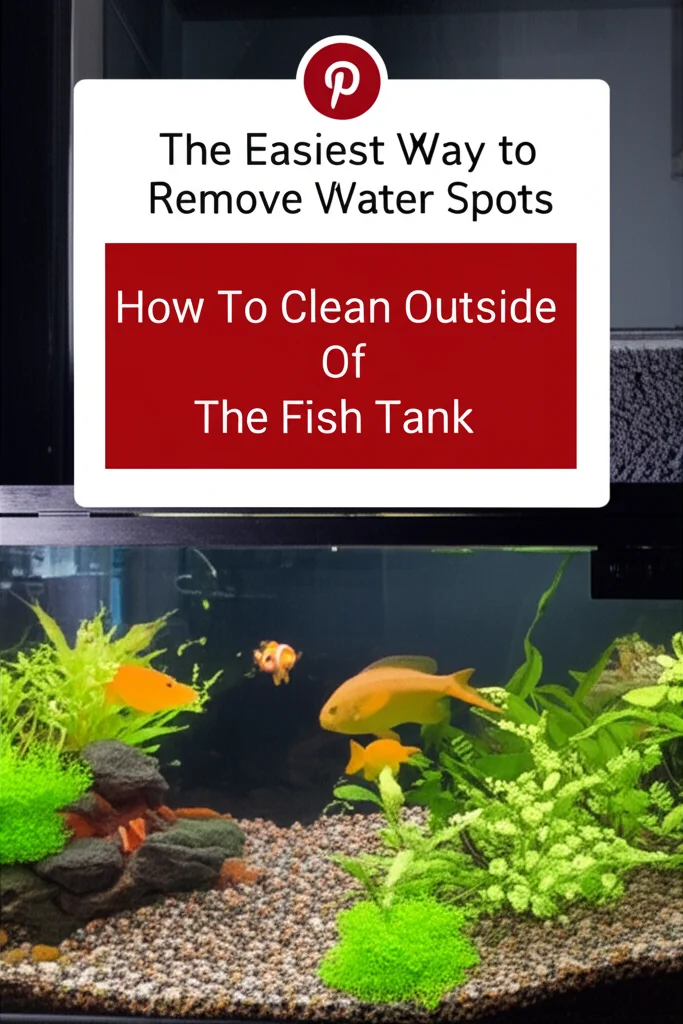 The Easiest Way to
Remove Water Spots
How To Clean Outside
Of
The Fish Tank